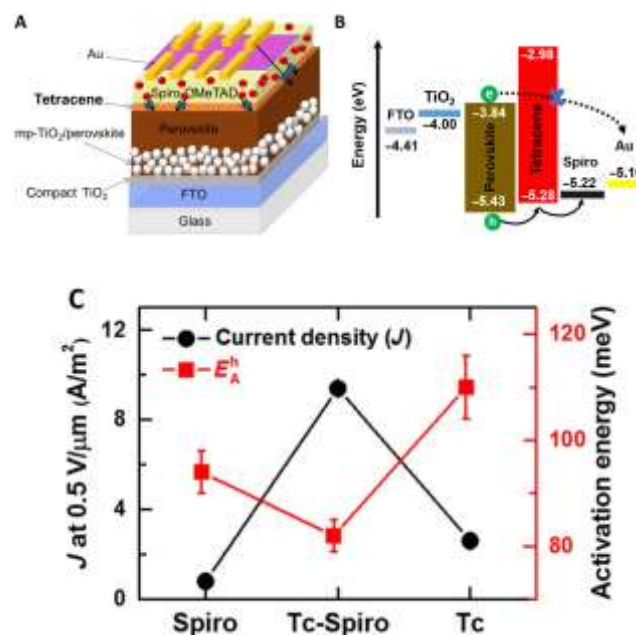 A
Au
Spiro-OMeTAD
Tetracene
Perovskite
mp-TiO₂/perovskite
Compact TiO₂
FTO
Glass
B
Energy (eV)
FTO
−4.41
TiO₂
−4.00
−3.84
Perovskite
−5.43
−2.98
Tetracene
−5.28
e
h
Spiro
−5.22
Au
C
J at 0.5 V/μm (A/m²)
12
8
4
0
Current density (J)
E_A^h
120
100
80
Activation energy (meV)
Spiro Tc-Spiro Tc